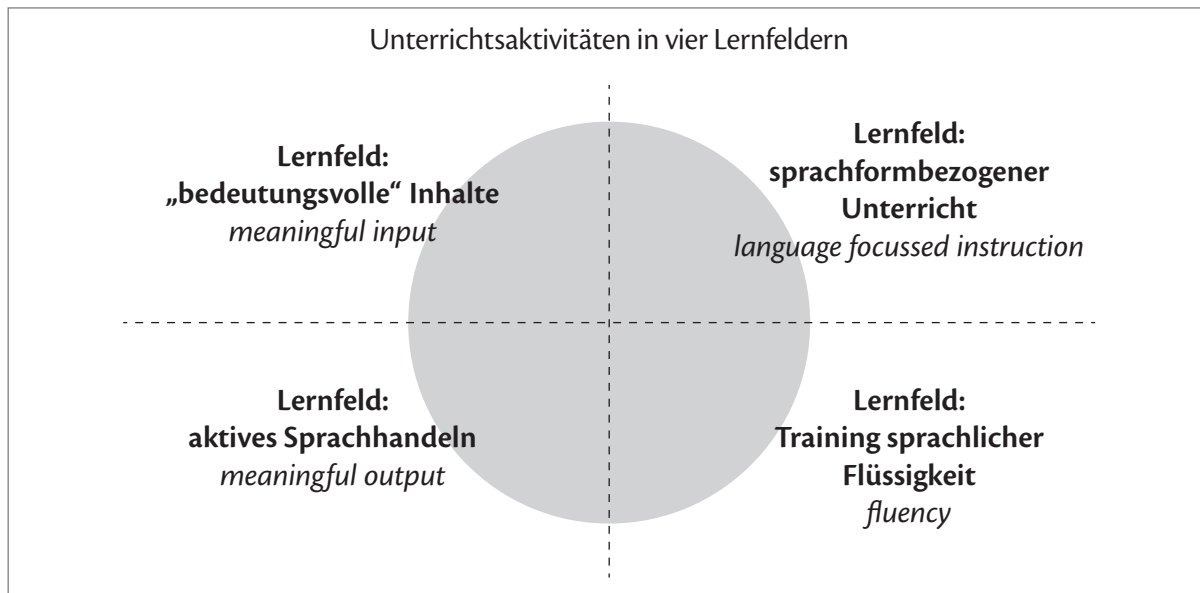 Unterrichtsaktivitäten in vier Lernfeldern
Lernfeld:
„bedeutungsvolle“ Inhalte
meaningful input
Lernfeld:
sprachformbezogener
Unterricht
language focussed instruction
Lernfeld:
aktives Sprachhandeln
meaningful output
Lernfeld:
Training sprachlicher
Flüssigkeit
fluency